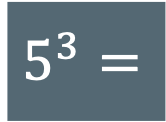 5³ =